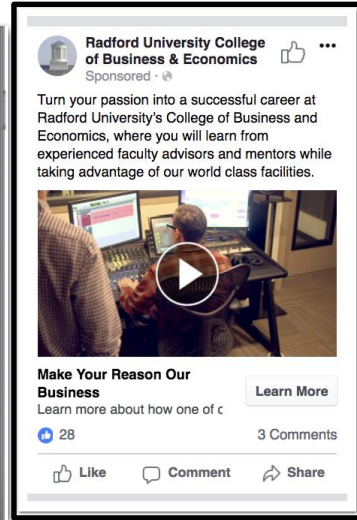 Radford University College
of Business & Economics
Sponsored ·
Turn your passion into a successful career at
Radford University's College of Business and
Economics, where you will learn from
experienced faculty advisors and mentors while
taking advantage of our world class facilities.
Make Your Reason Our
Business
Learn More
Learn more about how one of
28
3 Comments
Like
Comment
Share